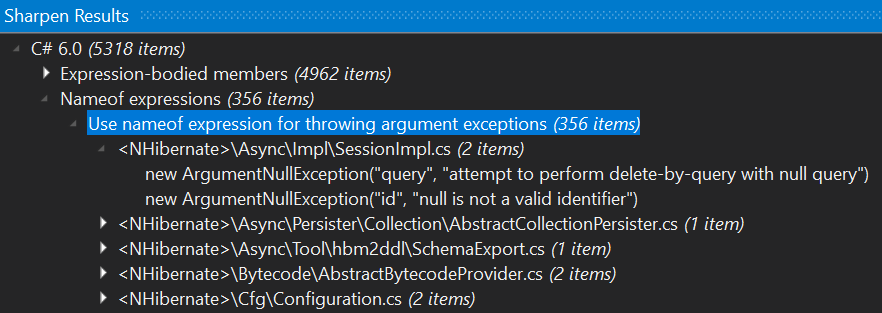 Sharpen Results
C# 6.0 (5318 items)
Expression-bodied members (4962 items)
Nameof expressions (356 items)
Use nameof expression for throwing argument exceptions (356 items)
<NHibernate>\Async\Impl\SessionImpl.cs (2 items)
new ArgumentNullException("query", "attempt to perform delete-by-query with null query")
new ArgumentNullException("id", "null is not a valid identifier")
<NHibernate>\Async\Persister\Collection\AbstractCollectionPersister.cs (1 item)
<NHibernate>\Async\Tool\hbm2ddl\SchemaExport.cs (1 item)
<NHibernate>\Bytecode\AbstractBytecodeProvider.cs (2 items)
<NHibernate>\Cfg\Configuration.cs (2 items)